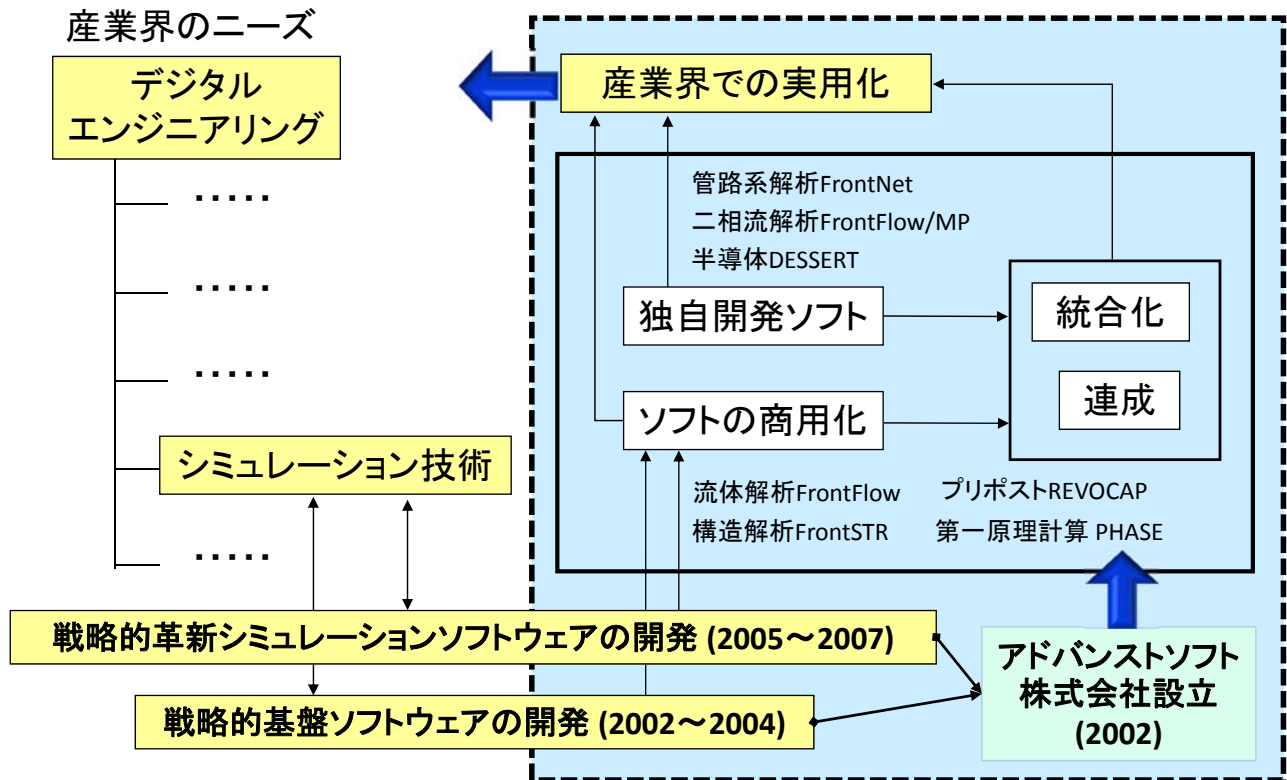 産業界のニーズ
デジタル
エンジニアリング
・・・・・
・・・・・
・・・・・
シミュレーション技術
・・・・・
産業界での実用化
管路系解析FrontNet
二相流解析FrontFlow/MP
半導体DESSERT
独自開発ソフト
統合化
連成
ソフトの商用化
流体解析FrontFlow
プリポストREVOCAP
構造解析FrontSTR
第一原理計算 PHASE
戦略的革新シミュレーションソフトウェアの開発 (2005～2007)
戦略的基盤ソフトウェアの開発 (2002～2004)
アドバンストソフト
株式会社設立
(2002)